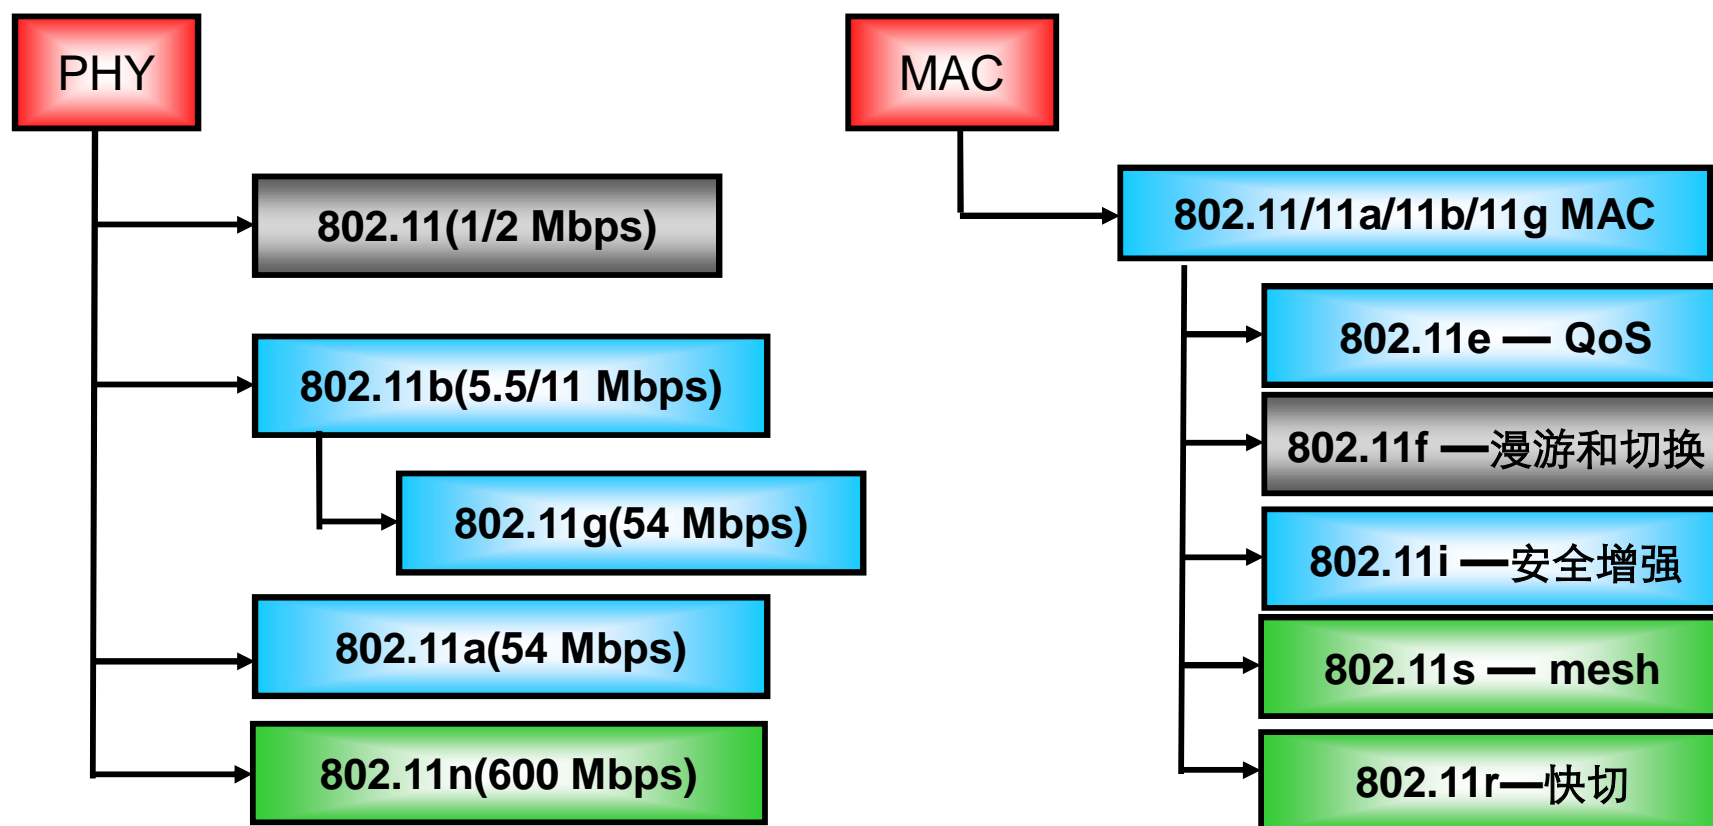 PHY
802.11(1/2 Mbps)
802.11b(5.5/11 Mbps)
802.11g(54 Mbps)
802.11a(54 Mbps)
802.11n(600 Mbps)
MAC
802.11/11a/11b/11g MAC
802.11e — QoS
802.11f —漫游和切换
802.11i —安全增强
802.11s — mesh
802.11r—快切